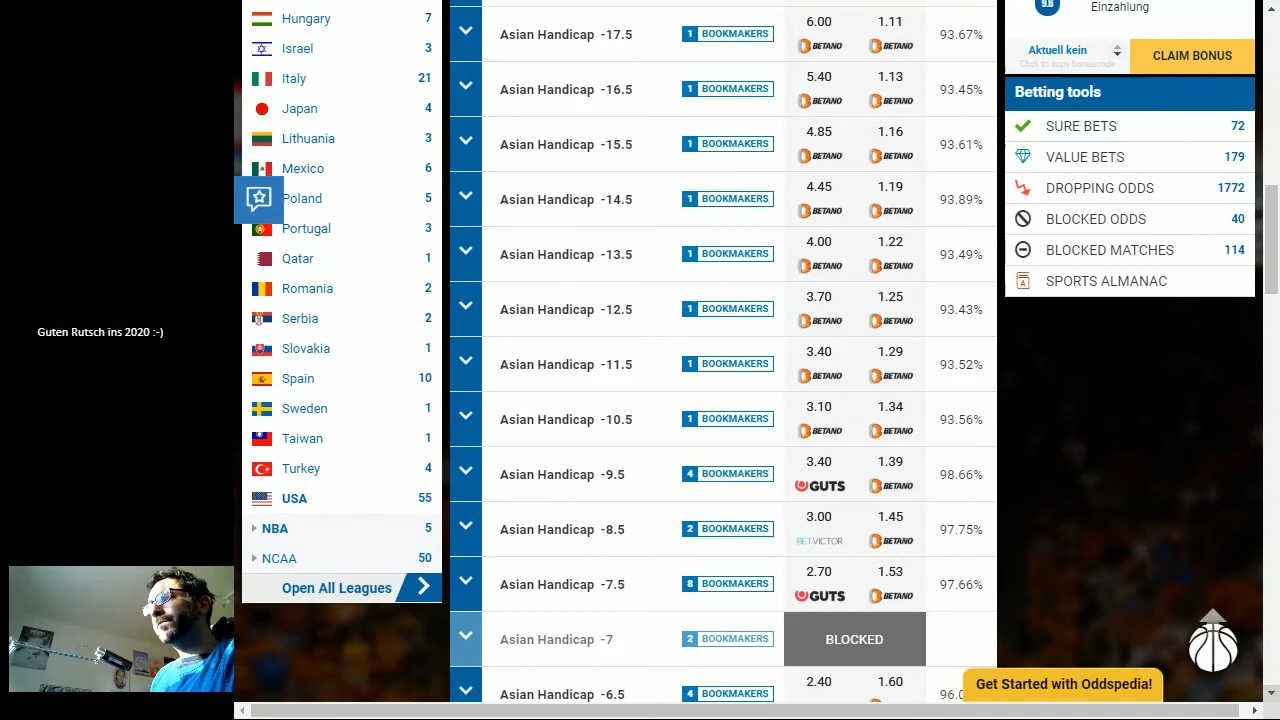 Guten Rutsch ins 2020 :-)
Hungary 7
Israel 3
Italy 21
Japan 4
Lithuania 3
Mexico 6
Poland 5
Portugal 3
Qatar 1
Romania 2
Serbia 2
Slovakia 1
Spain 10
Sweden 1
Taiwan 1
Turkey 4
USA 55
NBA 5
NCAA 50
Open All Leagues
6.00 1.11
Asian Handicap -17.5 1 BOOKMAKERS 93.67%
BETANO BETANO
5.40 1.13
Asian Handicap -16.5 1 BOOKMAKERS 93.45%
BETANO BETANO
4.85 1.16
Asian Handicap -15.5 1 BOOKMAKERS 93.61%
BETANO BETANO
4.45 1.19
Asian Handicap -14.5 1 BOOKMAKERS 93.89%
BETANO BETANO
4.00 1.22
Asian Handicap -13.5 1 BOOKMAKERS 93.49%
BETANO BETANO
3.70 1.25
Asian Handicap -12.5 1 BOOKMAKERS 93.43%
BETANO BETANO
3.40 1.29
Asian Handicap -11.5 1 BOOKMAKERS 93.52%
BETANO BETANO
3.10 1.34
Asian Handicap -10.5 1 BOOKMAKERS 93.56%
BETANO BETANO
3.40 1.39
Asian Handicap -9.5 4 BOOKMAKERS 98.66%
GUTS BETANO
3.00 1.45
Asian Handicap -8.5 2 BOOKMAKERS 97.75%
BETVICTOR BETANO
2.70 1.53
Asian Handicap -7.5 8 BOOKMAKERS 97.66%
GUTS BETANO
Asian Handicap -7 2 BOOKMAKERS BLOCKED
2.40 1.60
Asian Handicap -6.5 4 BOOKMAKERS
9.6
Einzahlung
Aktuell kein
Click to copy bonuscode
CLAIM BONUS
Betting tools
SURE BETS 72
VALUE BETS 179
DROPPING ODDS 1772
BLOCKED ODDS 40
BLOCKED MATCHES 114
SPORTS ALMANAC
Get Started with Oddspedia!